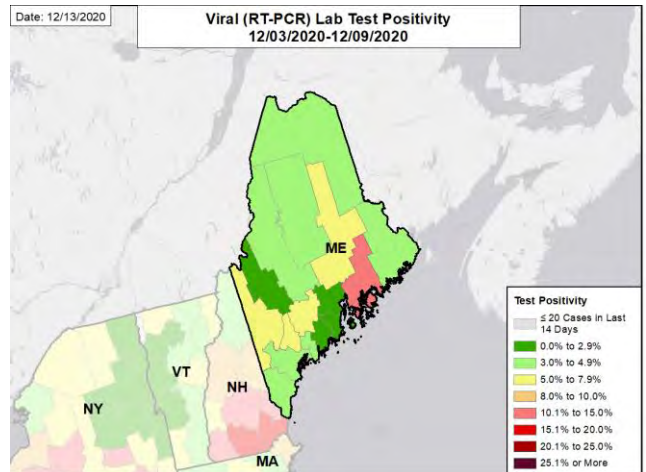 Date: 12/13/2020
Viral (RT-PCR) Lab Test Positivity
12/03/2020-12/09/2020
ME
VT
NH
NY
MA
Test Positivity
≤ 20 Cases in Last
14 Days
0.0% to 2.9%
3.0% to 4.9%
5.0% to 7.9%
8.0% to 10.0%
10.1% to 15.0%
15.1% to 20.0%
20.1% to 25.0%
25.1% or More